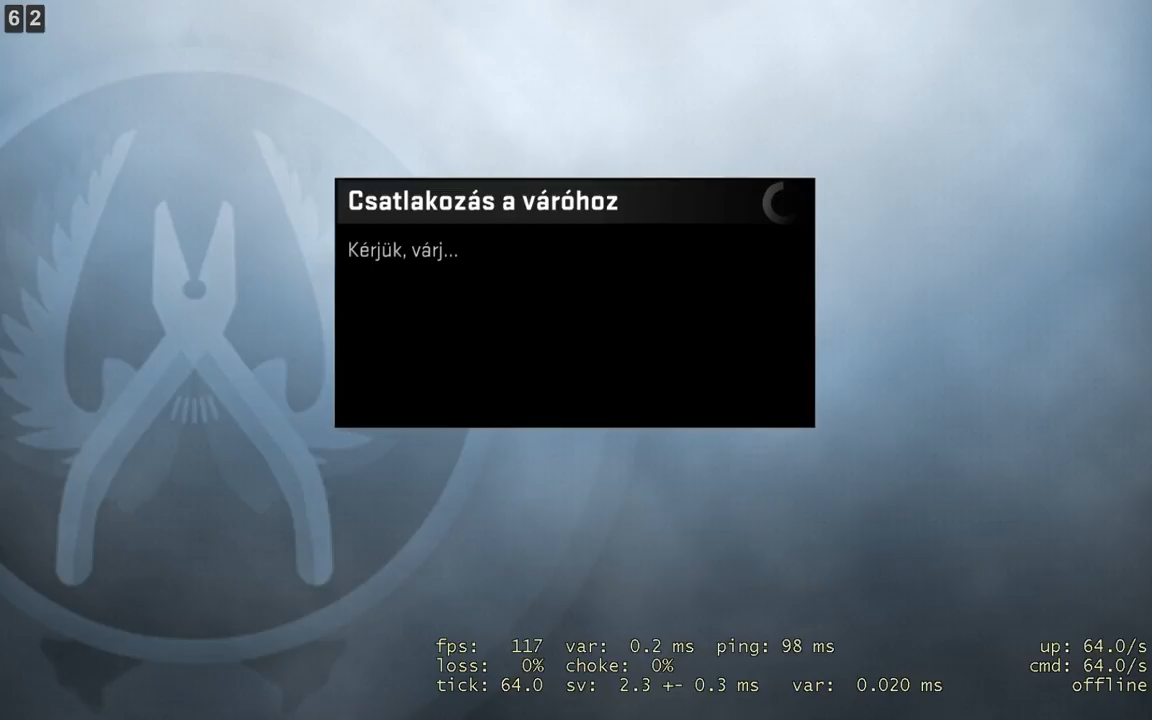 62
Csatlakozás a váróhoz
Kérjük, várj...
fps: 117 var: 0.2 ms ping: 98 ms up: 64.0/s
loss: 0% choke: 0% cmd: 64.0/s
tick: 64.0 sv: 2.3 +- 0.3 ms var: 0.020 ms offline